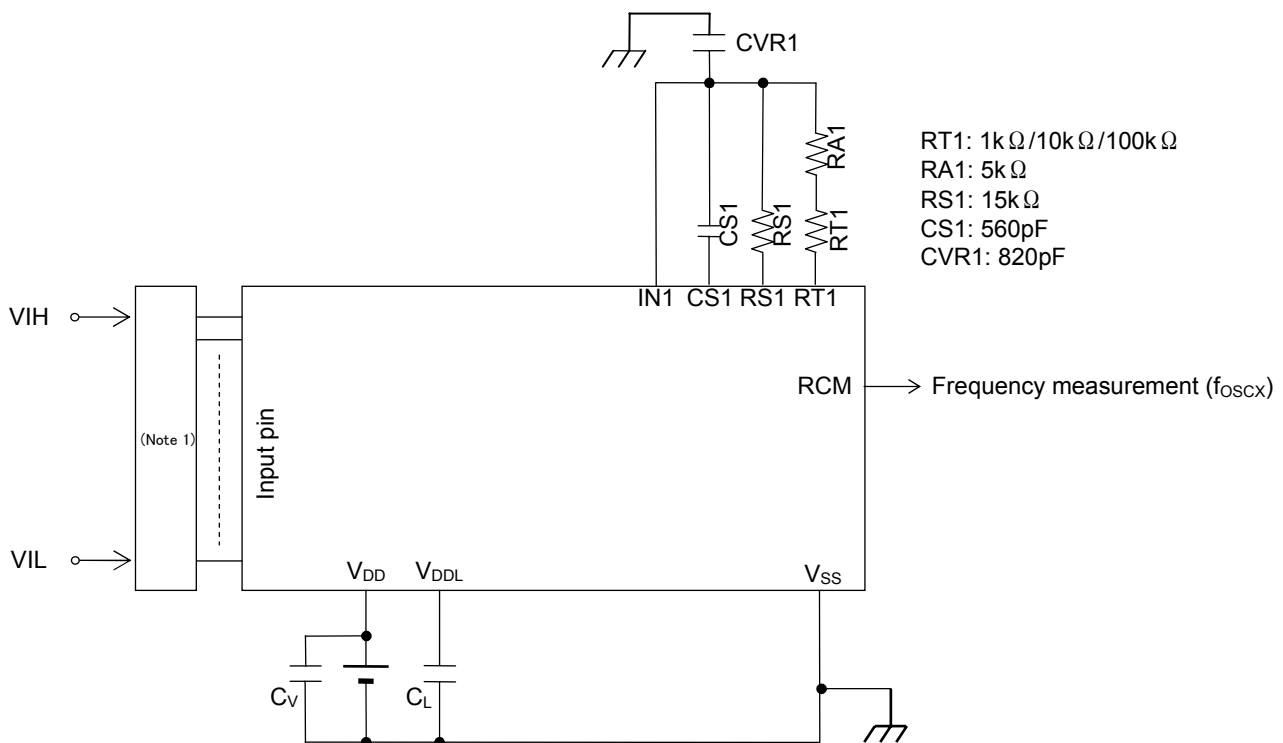 CVR1
RA1
CS1
RS1
RT1
RT1: 1kΩ/10kΩ/100kΩ
RA1: 5kΩ
RS1: 15kΩ
CS1: 560pF
CVR1: 820pF
IN1 CS1 RS1 RT1
VIH
(Note 1)
Input pin
RCM
Frequency measurement (fOSCX)
VIL
VDD VDDL VSS
CV CL